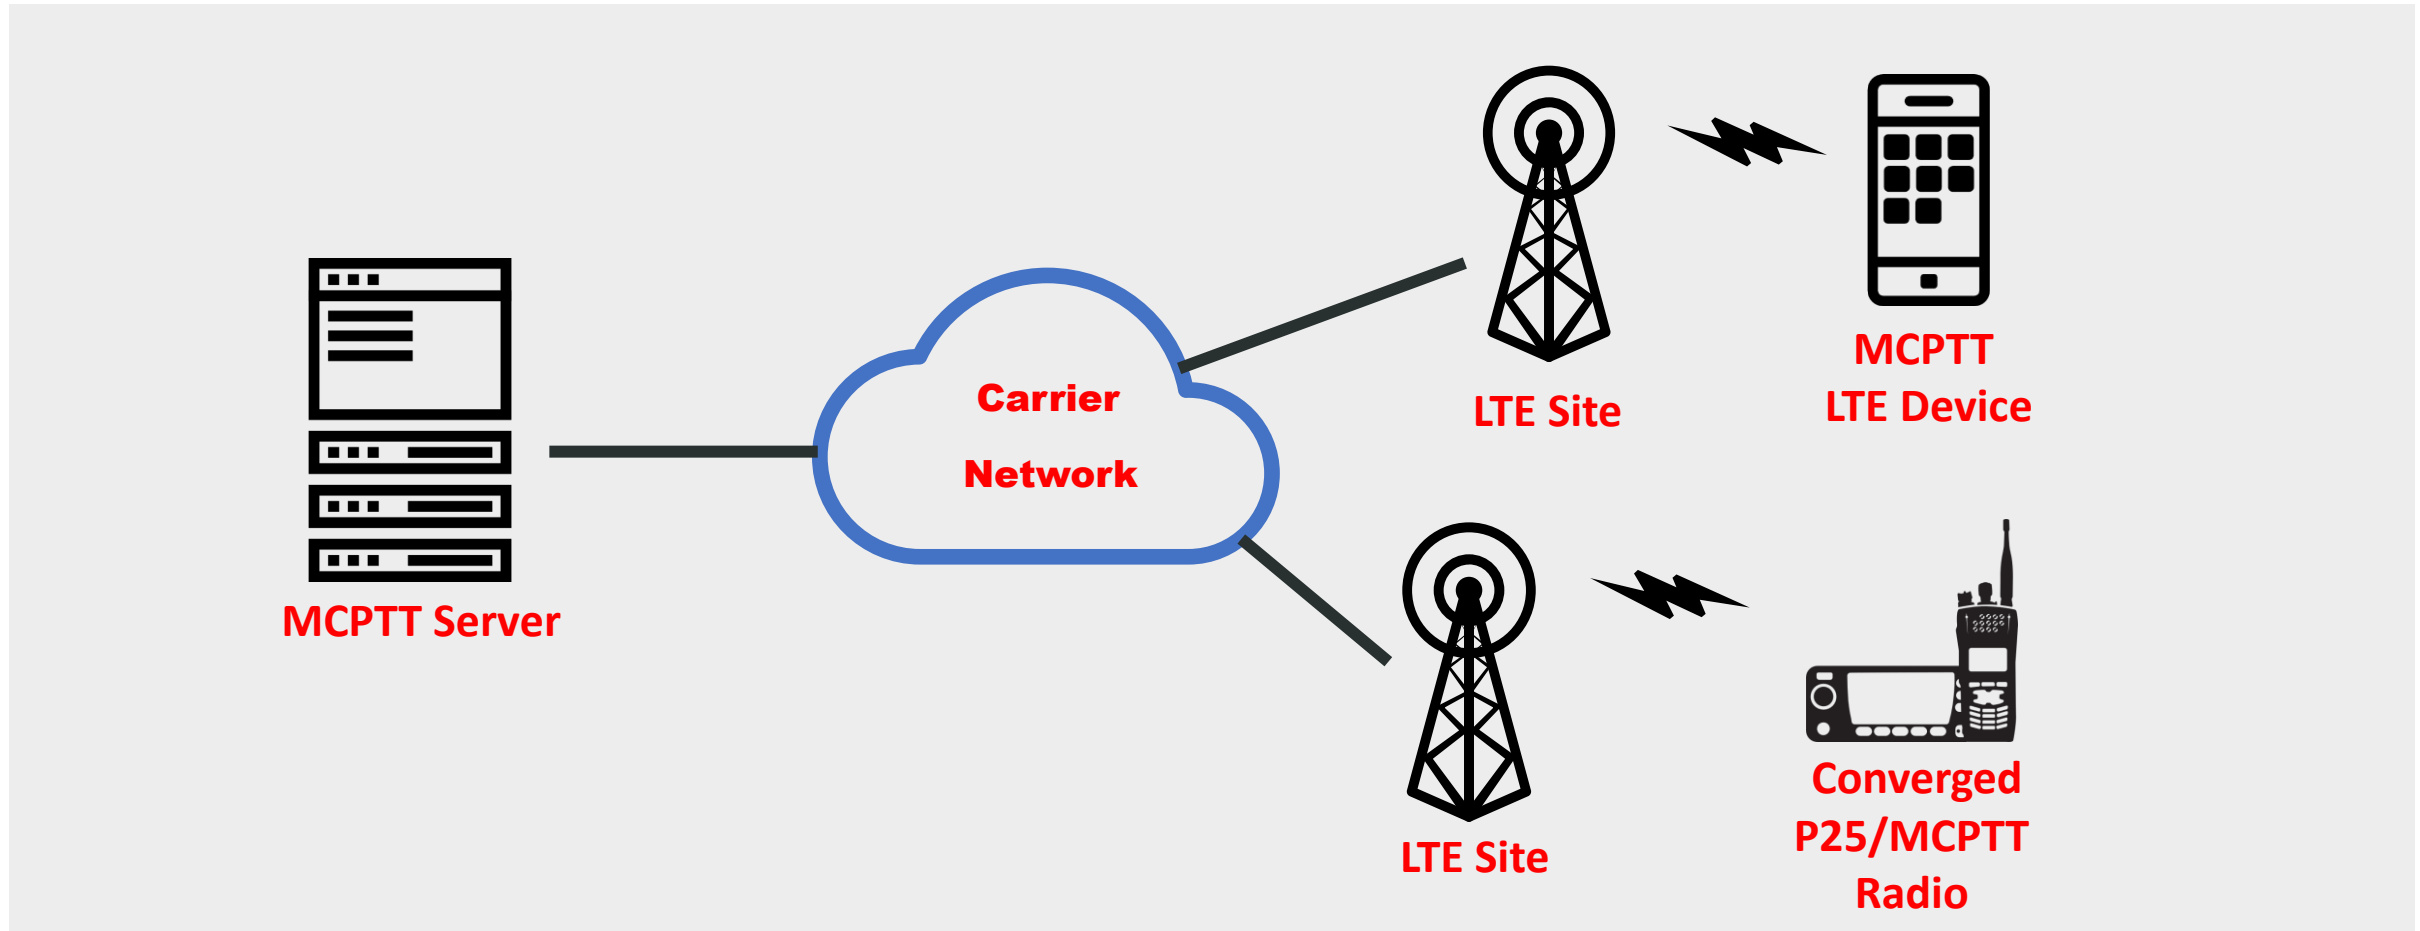 MCPTT Server
Carrier
Network
LTE Site
MCPTT
LTE Device
LTE Site
Converged
P25/MCPTT
Radio